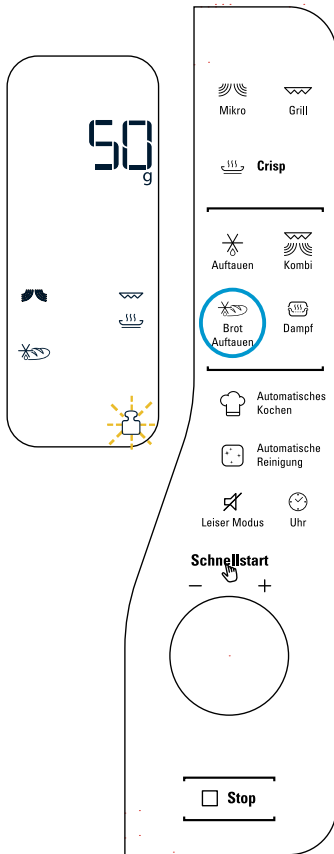 50
g
Mikro
Grill
Crisp
Auftauen
Kombi
Brot
Auftauen
Dampf
Automatisches
Kochen
Automatische
Reinigung
Leiser Modus
Uhr
Schnellstart
− +
Stop